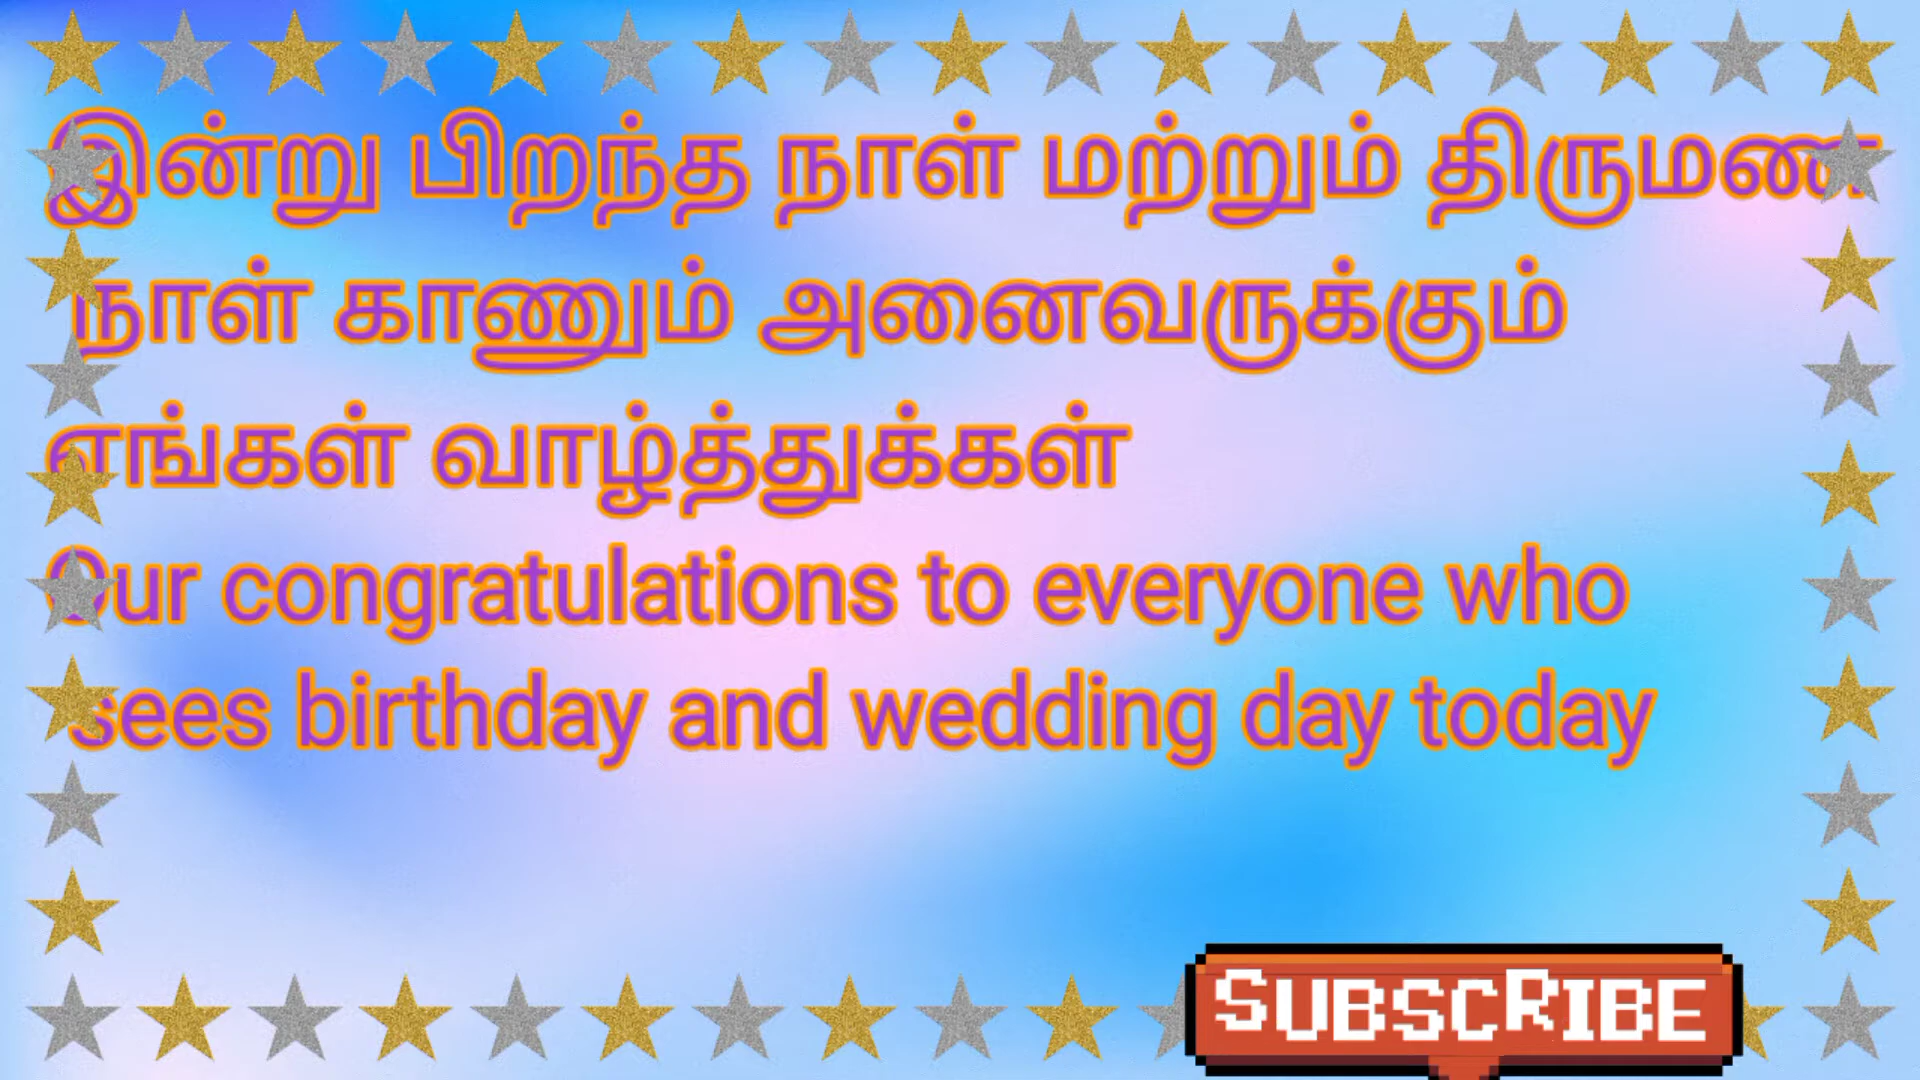 இன்று பிறந்த நாள் மற்றும் திருமண
நாள் காணும் அனைவருக்கும்
எங்கள் வாழ்த்துக்கள்
Our congratulations to everyone who
sees birthday and wedding day today
SUBSCRIBE